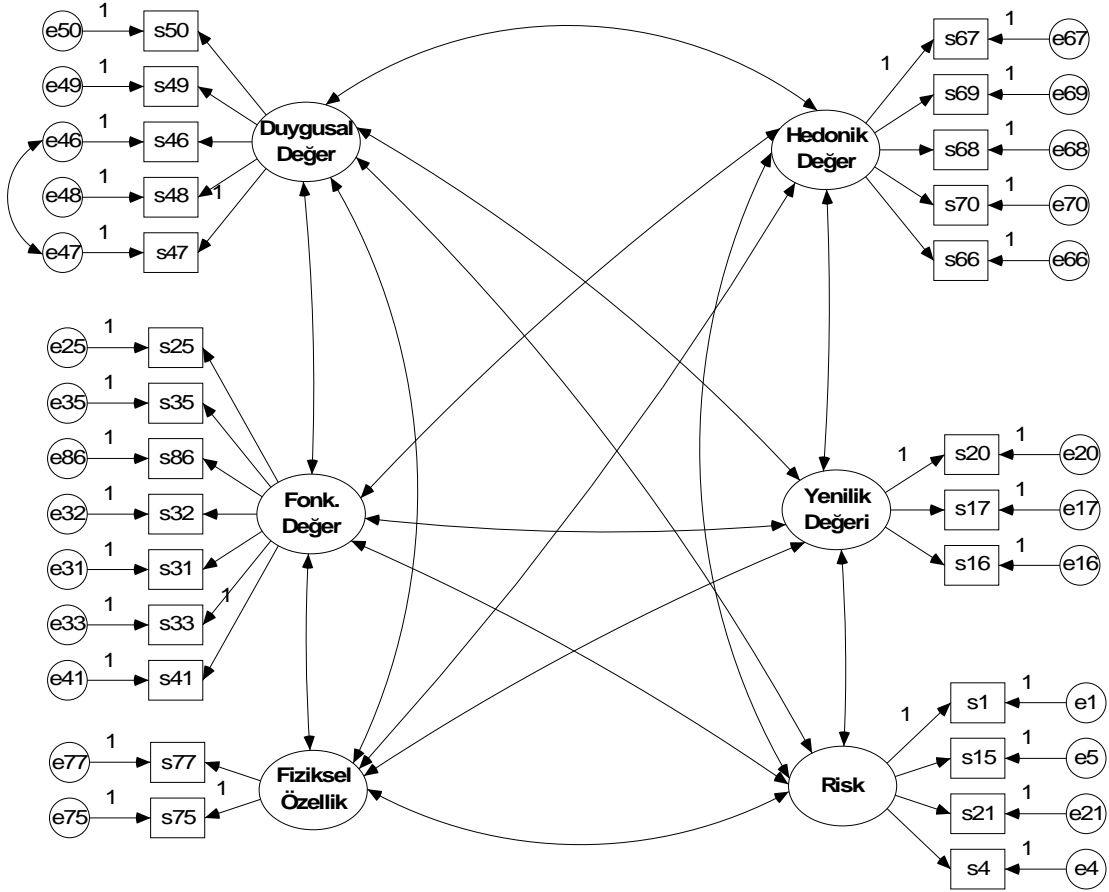 e50 1 s50
e49 1 s49
e46 1 s46
e48 1 s48 1
e47 1 s47
Duygusal
Değer
1 s67 1 e67
s69 1 e69
s68 1 e68
s70 1 e70
s66 1 e66
Hedonik
Değer
e25 1 s25
e35 1 s35
e86 1 s86
e32 1 s32
e31 1 s31
e33 1 s33 1
e41 1 s41
Fonk.
Değer
1 s20 1 e20
s17 1 e17
s16 1 e16
Yenilik
Değeri
e77 1 s77
e75 1 s75 1
Fiziksel
Özellik
1 s1 1 e1
s15 1 e5
s21 1 e21
s4 1 e4
Risk